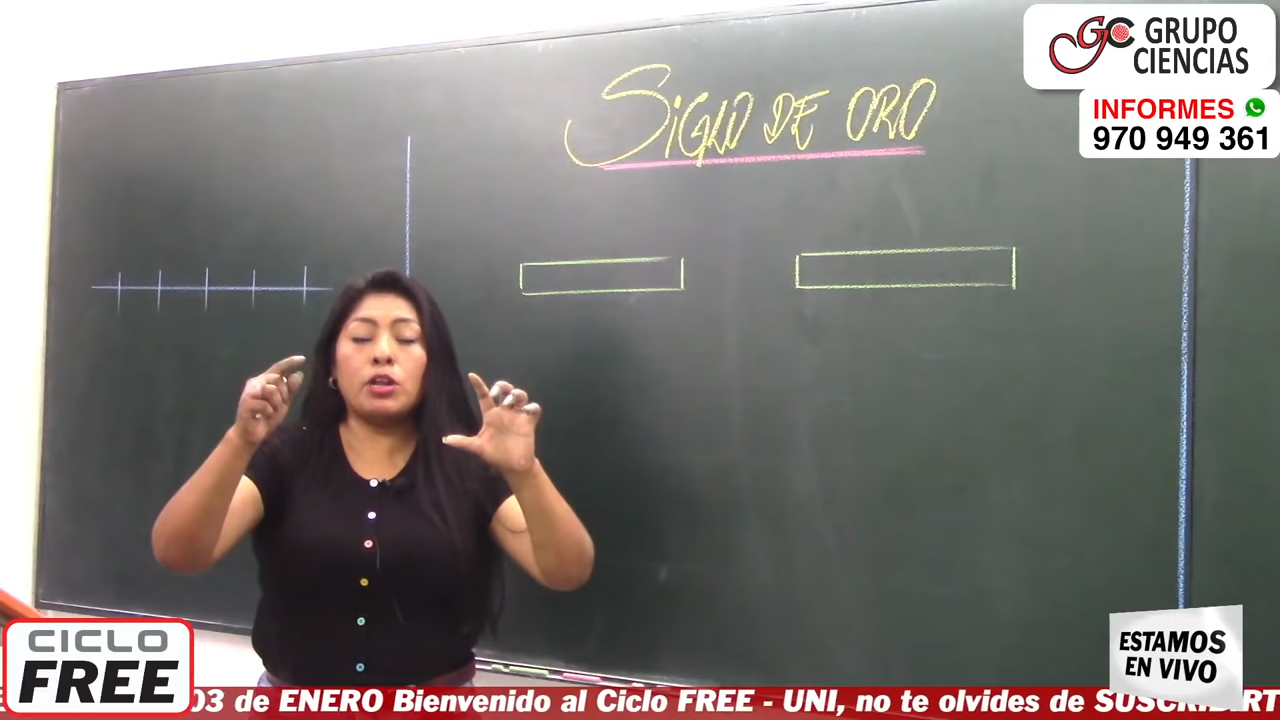 GC GRUPO
CIENCIAS
INFORMES
970 949 361
SIGLO DE ORO
CICLO
FREE
ESTAMOS
EN VIVO
03 de ENERO Bienvenido al Ciclo FREE - UNI, no te olvides de